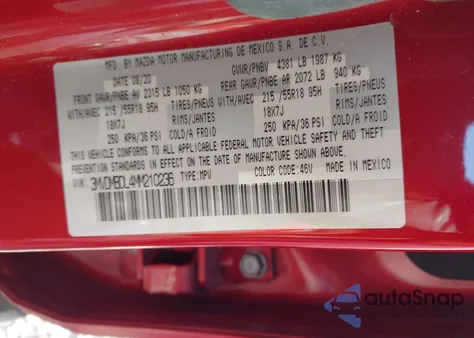 MFD. BY MAZDA MOTOR MANUFACTURING DE MEXICO S.A. DE C.V.
DATE 08/20 GVWR/PNBV 4381 LB 1987 KG
FRONT GAWR/PNBE AV 2315 LB 1050 KG REAR GAWR/PNBE AR 2072 LB 940 KG
WITH/AVEC 215 /55R18 95H TIRES/PNEUS WITH/AVEC 215 /55R18 95H TIRES/PNEUS
18X7J RIMS/JANTES 18X7J RIMS/JANTES
250 KPA/36 PSI COLD/A FROID 250 KPA/36 PSI COLD/A FROID
THIS VEHICLE CONFORMS TO ALL APPLICABLE FEDERAL MOTOR VEHICLE SAFETY AND THEFT
PREVENTION STANDARDS IN EFFECT ON THE DATE OF MANUFACTURE SHOWN ABOVE.
VIN: TYPE:MPV COLOR CODE:46V MADE IN MEXICO
autoSnap